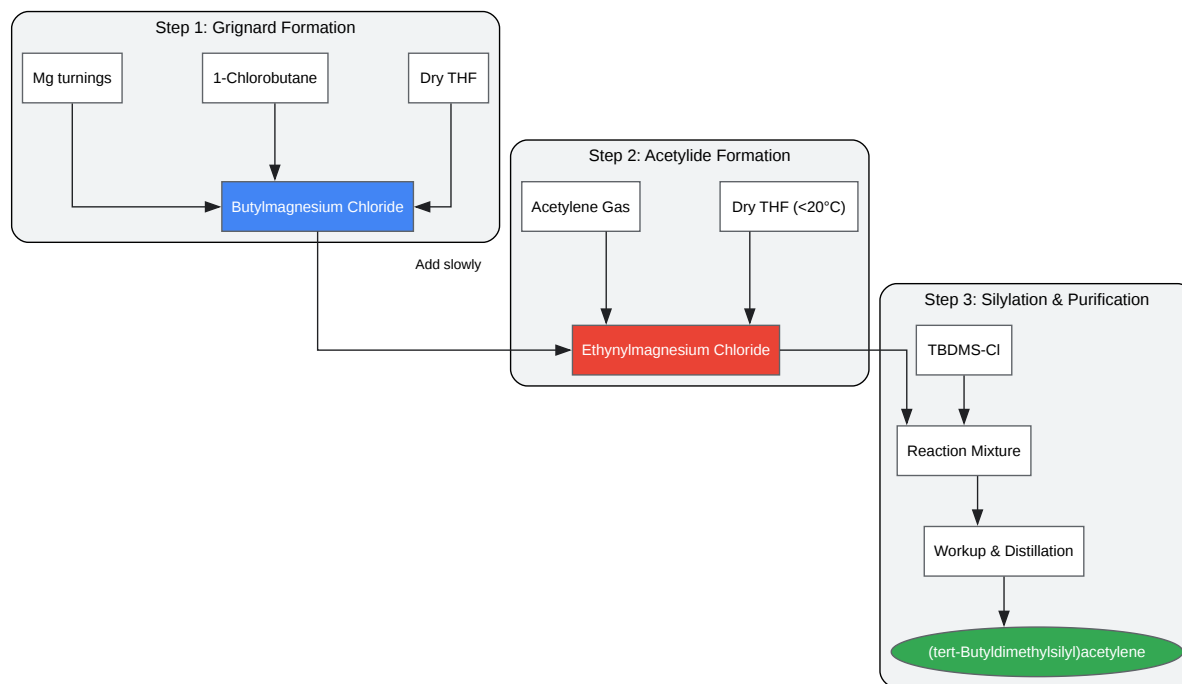 Step 1: Grignard Formation
Mg turnings
1-Chlorobutane
Dry THF
Butylmagnesium Chloride
Add slowly
Step 2: Acetylide Formation
Acetylene Gas
Dry THF (<20°C)
Ethynylmagnesium Chloride
Step 3: Silylation & Purification
TBDMS-Cl
Reaction Mixture
Workup & Distillation
(tert-Butyldimethylsilyl)acetylene